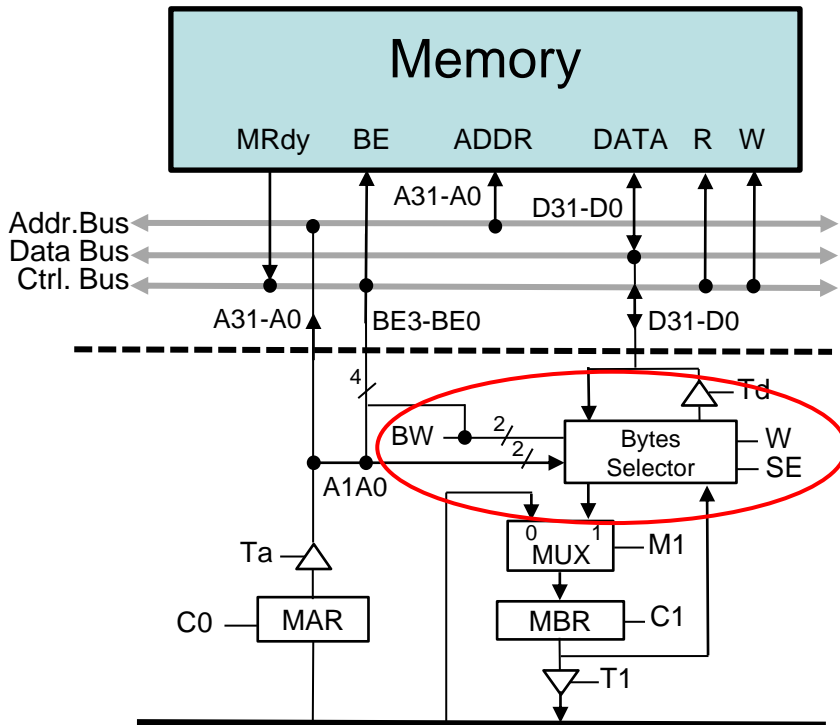 Memory
MRdy BE ADDR DATA R W
A31-A0 D31-D0
Addr.Bus
Data Bus
Ctrl. Bus
A31-A0 BE3-BE0 D31-D0
4
Td
BW 2 Bytes W
2 Selector SE
A1A0
0 1
Ta MUX M1
C0 MAR MBR C1
T1